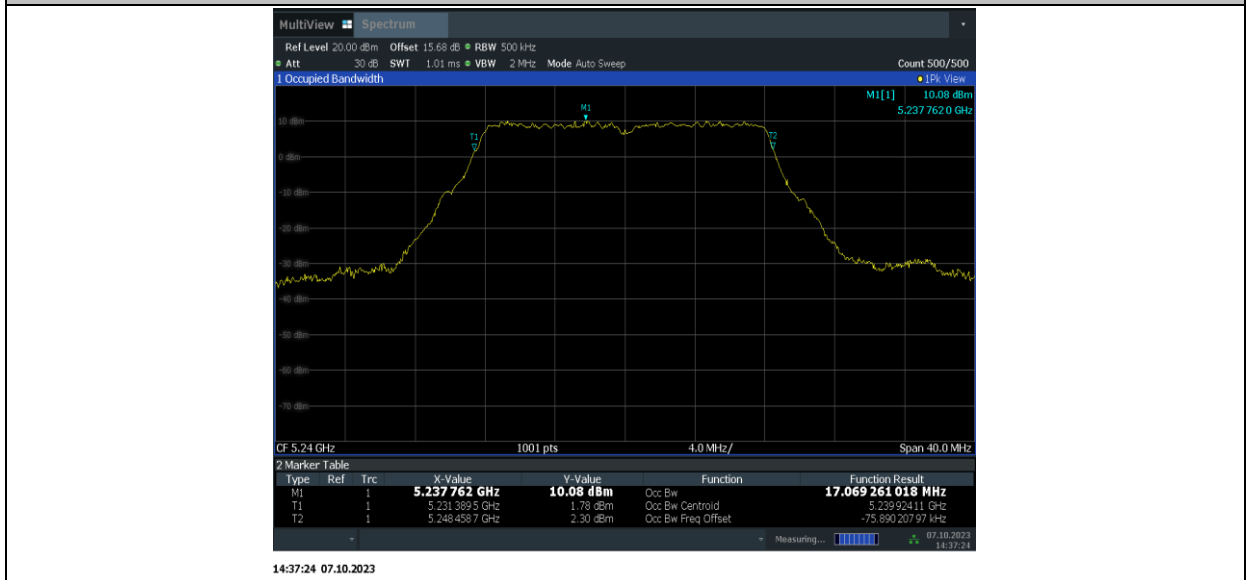 MultiView Spectrum
Ref Level 20.00 dBm Offset 15.68 dB RBW 500 kHz
Att 30 dB SWT 1.01 ms VBW 2 MHz Mode Auto Sweep Count 500/500
1 Occupied Bandwidth 1Pk View
M1[1] 10.08 dBm
5.237 762 0 GHz
M1
10 dBm
T1
T2
0 dBm
-10 dBm
-20 dBm
-30 dBm
-40 dBm
-50 dBm
-60 dBm
-70 dBm
CF 5.24 GHz 1001 pts 4.0 MHz/ Span 40.0 MHz
2 Marker Table
Type Ref Trc X-Value Y-Value Function Function Result
M1 1 5.237 762 GHz 10.08 dBm Occ Bw 17.069 261 018 MHz
T1 1 5.231 389 5 GHz 1.78 dBm Occ Bw Centroid 5.239 924 11 GHz
T2 1 5.248 458 7 GHz 2.30 dBm Occ Bw Freq Offset -75.890 207 97 kHz
Measuring... 07.10.2023
14:37:24
14:37:24 07.10.2023